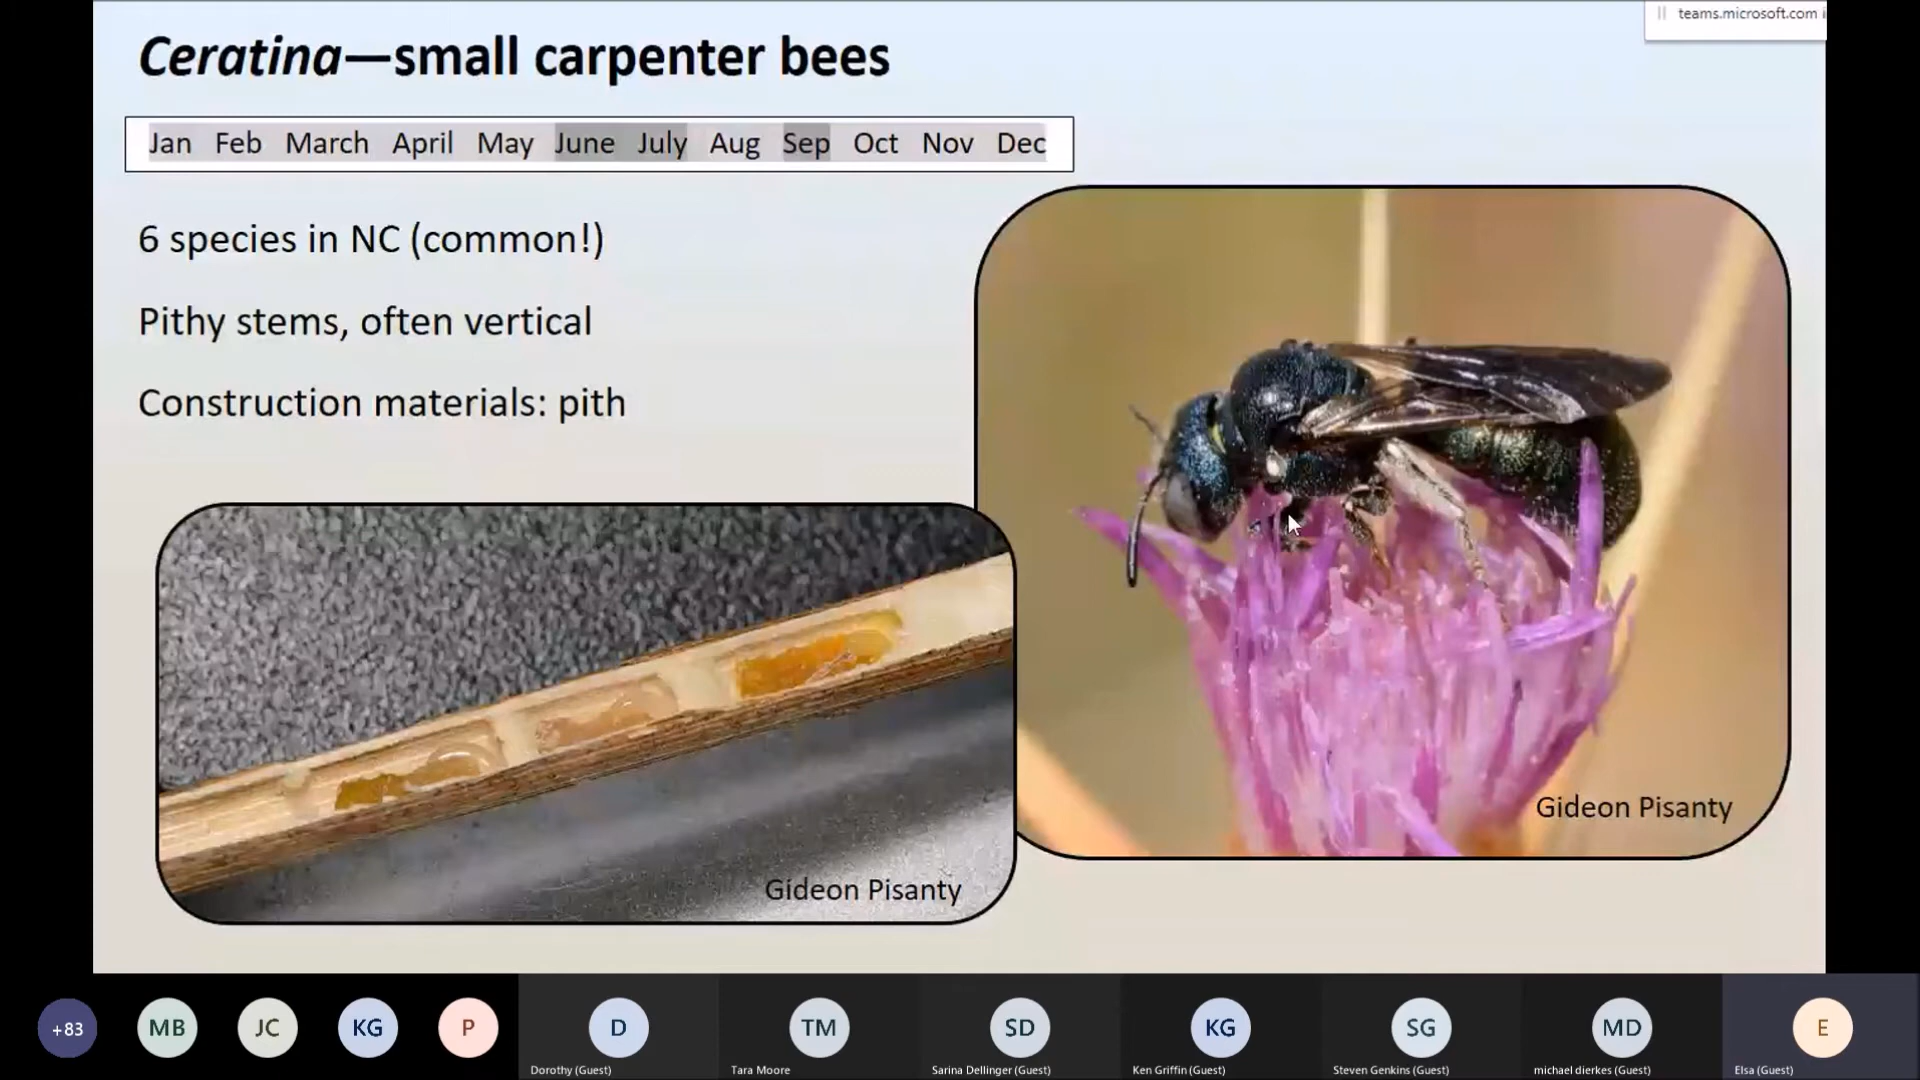 teams.microsoft.com i
Ceratina—small carpenter bees
Jan Feb March April May June July Aug Sep Oct Nov Dec
6 species in NC (common!)
Pithy stems, often vertical
Construction materials: pith
Gideon Pisanty
Gideon Pisanty
+83 MB JC KG P D TM SD KG SG MD E
Dorothy (Guest) Tara Moore Sarina Dellinger (Guest) Ken Griffin (Guest) Steven Genkins (Guest) michael dierkes (Guest) Elsa (Guest)